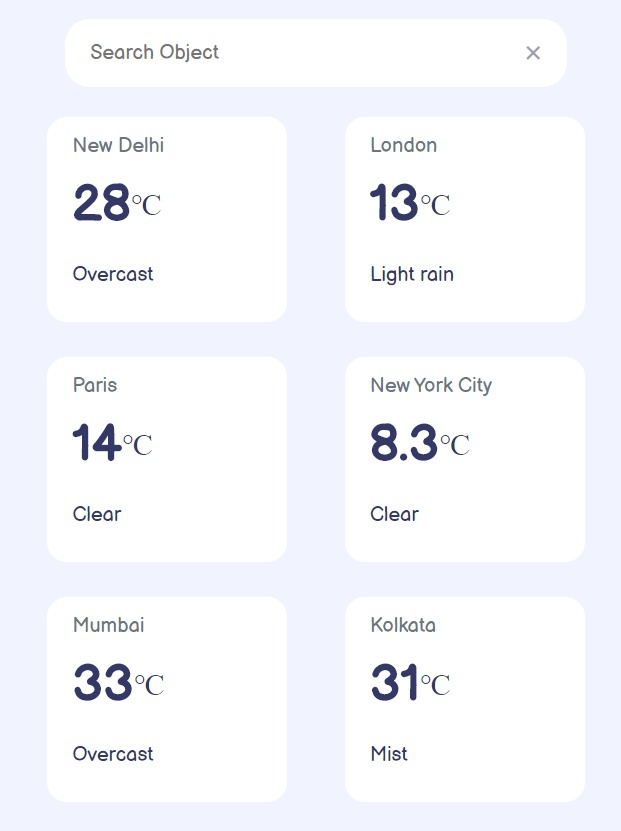 Search Object ×
New Delhi
28°C
Overcast
London
13°C
Light rain
Paris
14°C
Clear
New York City
8.3°C
Clear
Mumbai
33°C
Overcast
Kolkata
31°C
Mist